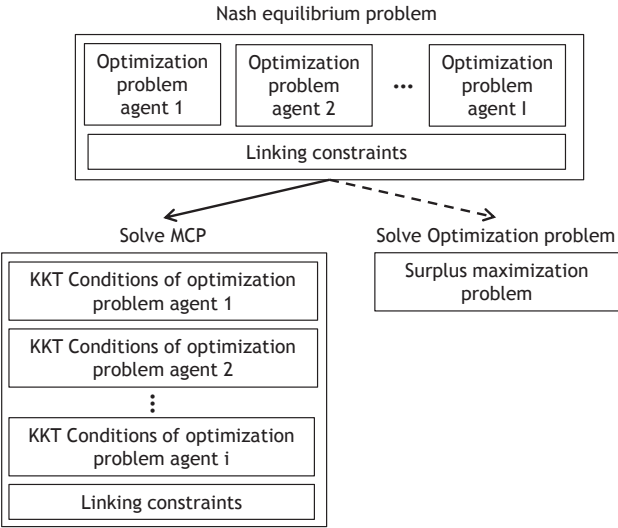 Nash equilibrium problem
Optimization
problem
agent 1
Optimization
problem
agent 2
...
Optimization
problem
agent I
Linking constraints
Solve MCP
KKT Conditions of optimization
problem agent 1
KKT Conditions of optimization
problem agent 2
⋮
KKT Conditions of optimization
problem agent i
Linking constraints
Solve Optimization problem
Surplus maximization
problem